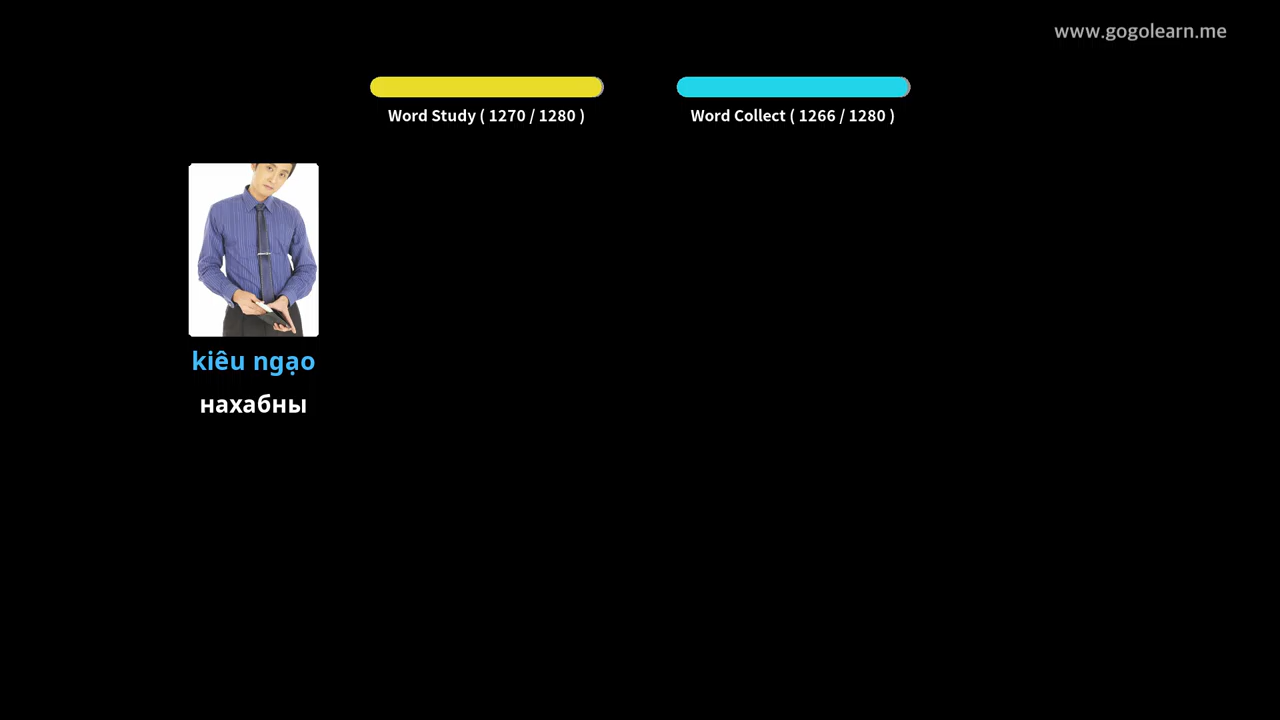 www.gogolearn.me
Word Study ( 1270 / 1280 )
Word Collect ( 1266 / 1280 )
kiêu ngạo
нахабны